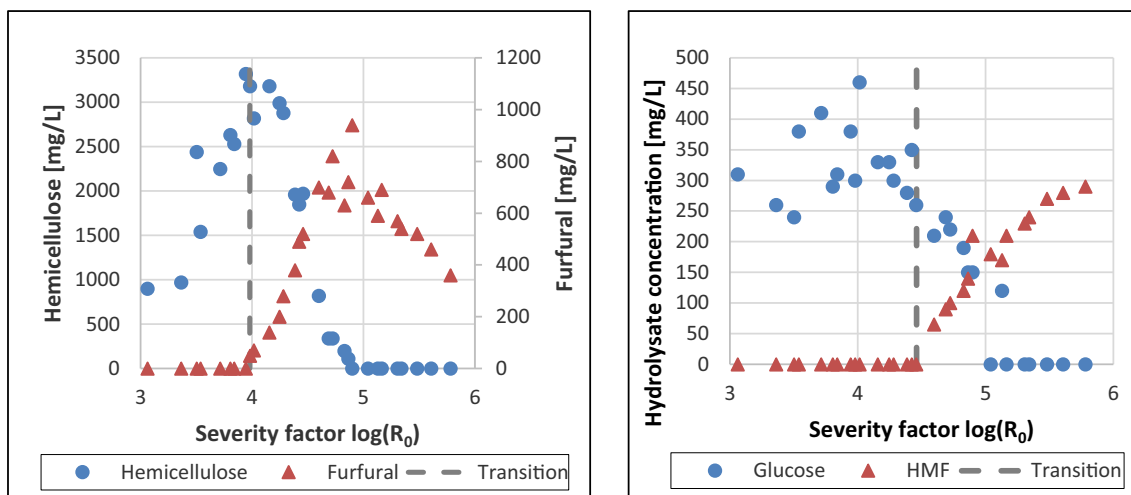 3500
3000
2500
2000
1500
1000
500
0
Hemicellulose [mg/L]
1200
1000
800
600
400
200
0
Furfural [mg/L]
3 4 5 6
Severity factor log(R₀)
Hemicellulose Furfural Transition
500
450
400
350
300
250
200
150
100
50
0
Hydrolysate concentration [mg/L]
3 4 5 6
Severity factor log(R₀)
Glucose HMF Transition